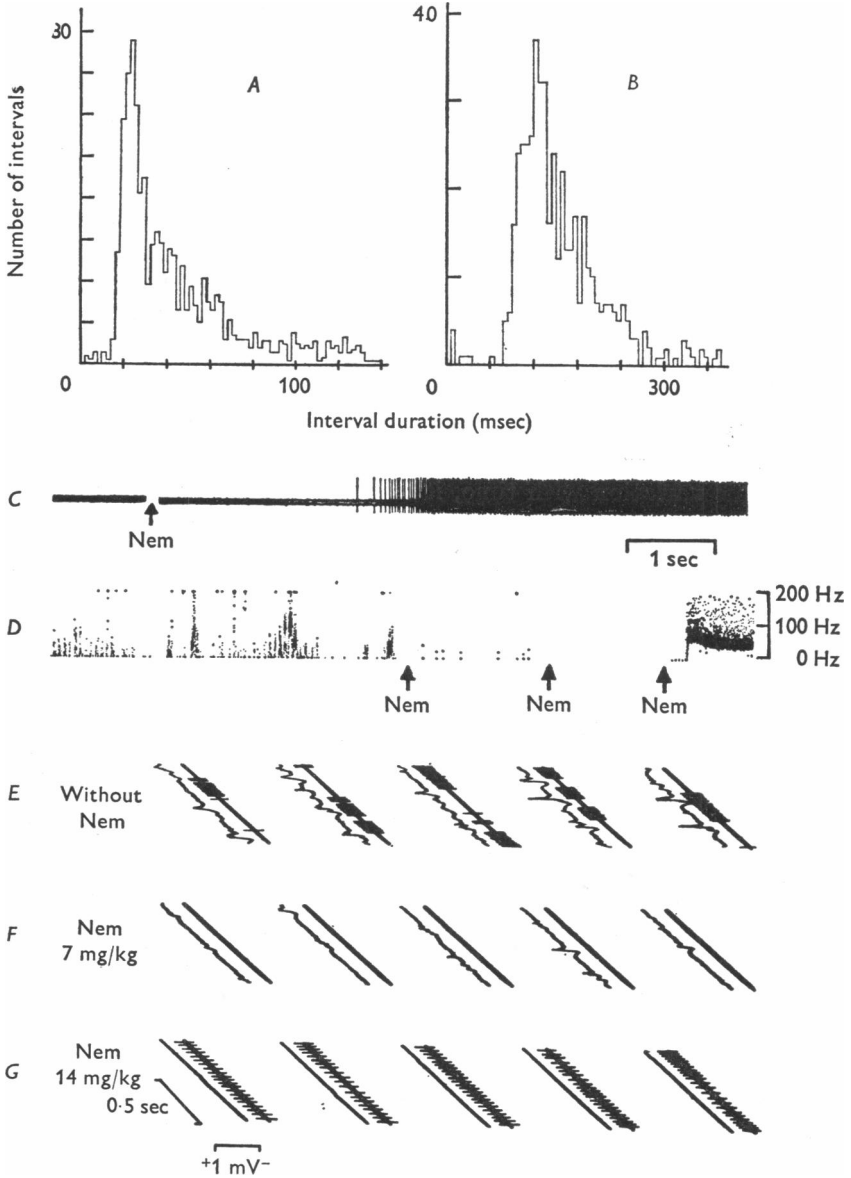 30
40
A
B
Number of intervals
0
100
0
300
Interval duration (msec)
C
Nem
1 sec
D
200 Hz
100 Hz
0 Hz
Nem
Nem
Nem
E
Without
Nem
F
Nem
7 mg/kg
G
Nem
14 mg/kg
0·5 sec
+1 mV−